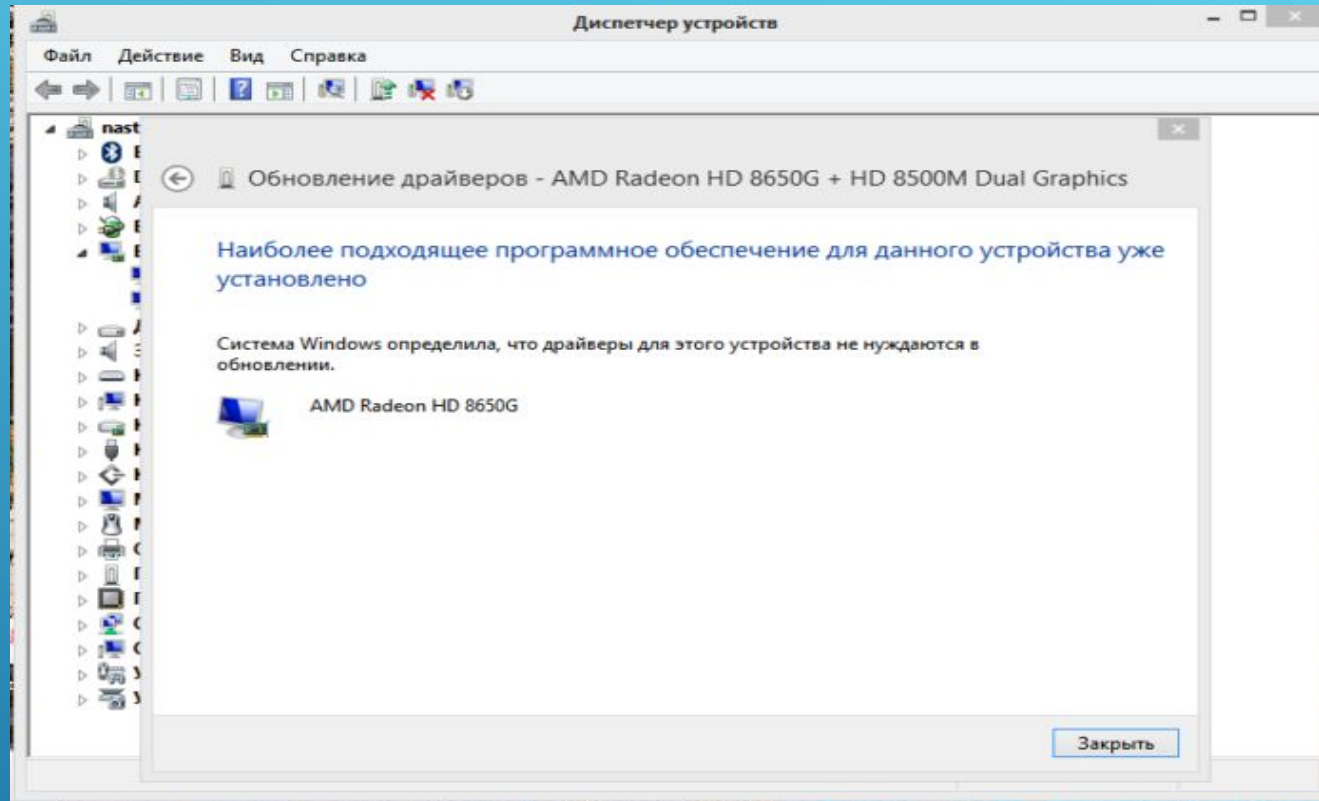 Диспетчер устройств
Файл Действие Вид Справка
nast
Обновление драйверов - AMD Radeon HD 8650G + HD 8500M Dual Graphics
Наиболее подходящее программное обеспечение для данного устройства уже
установлено
Система Windows определила, что драйверы для этого устройства не нуждаются в
обновлении.
AMD Radeon HD 8650G
Закрыть